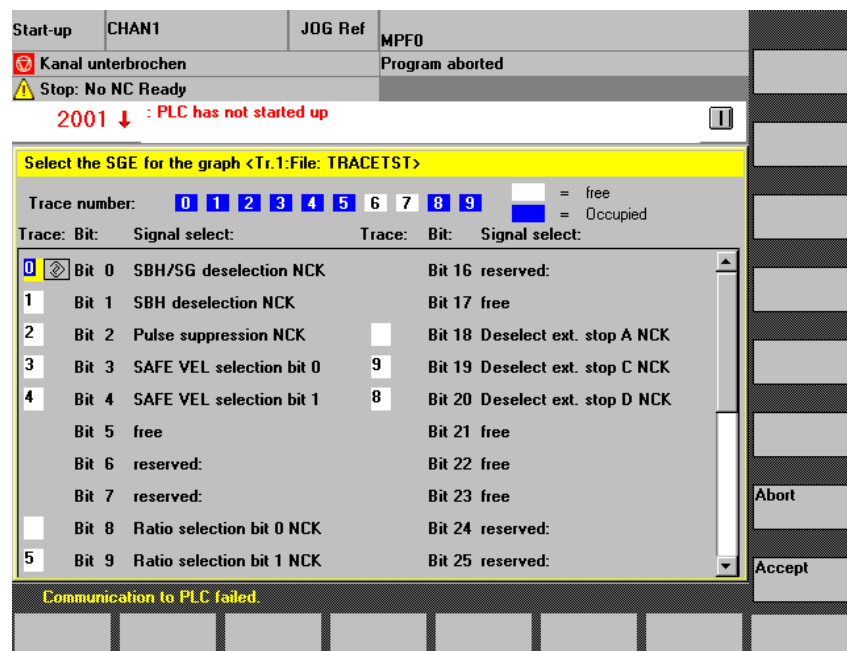 Start-up CHAN1 JOG Ref MPF0
Kanal unterbrochen Program aborted
Stop: No NC Ready
2001 ↓ : PLC has not started up
Select the SGE for the graph <Tr.1:File: TRACETST>
Trace number: 0 1 2 3 4 5 6 7 8 9 = free
= Occupied
Trace: Bit: Signal select: Trace: Bit: Signal select:
0 Bit 0 SBH/SG deselection NCK Bit 16 reserved:
1 Bit 1 SBH deselection NCK Bit 17 free
2 Bit 2 Pulse suppression NCK Bit 18 Deselect ext. stop A NCK
3 Bit 3 SAFE VEL selection bit 0 9 Bit 19 Deselect ext. stop C NCK
4 Bit 4 SAFE VEL selection bit 1 8 Bit 20 Deselect ext. stop D NCK
Bit 5 free Bit 21 free
Bit 6 reserved: Bit 22 free
Bit 7 reserved: Bit 23 free
Bit 8 Ratio selection bit 0 NCK Bit 24 reserved:
5 Bit 9 Ratio selection bit 1 NCK Bit 25 reserved:
Abort
Accept
Communication to PLC failed.